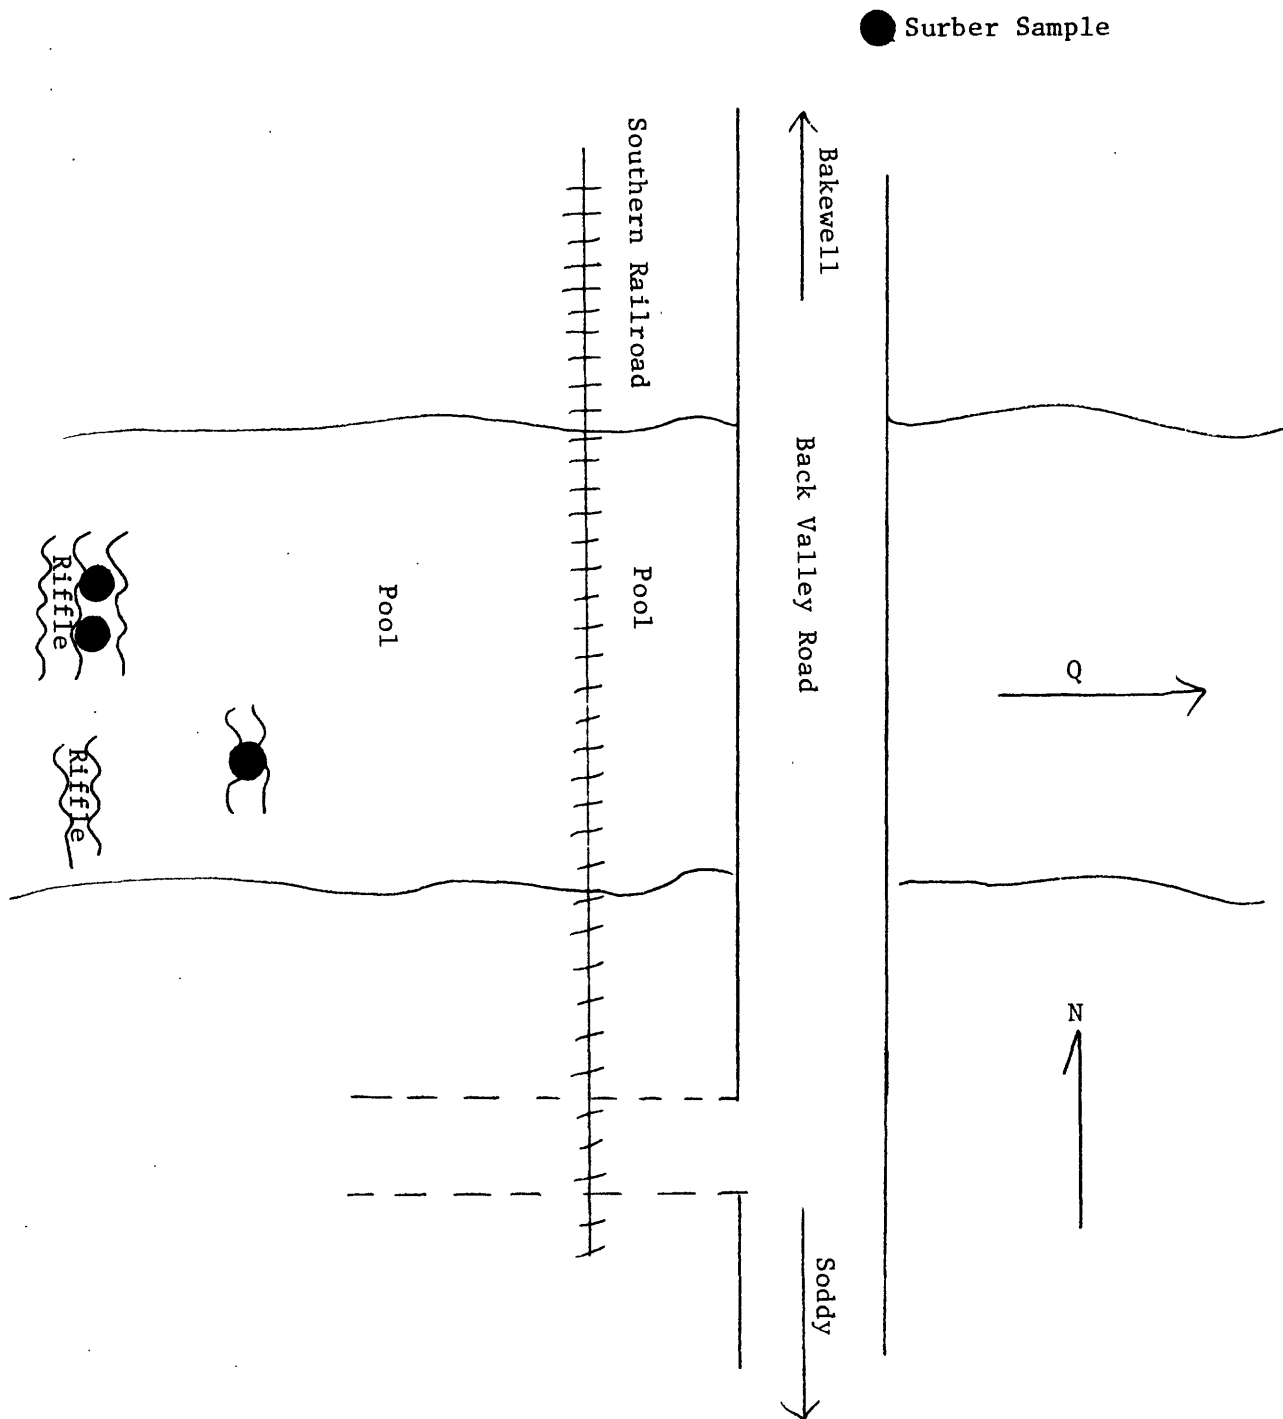 Surber Sample
Bakewell
Southern Railroad
Back Valley Road
Pool
Pool
Riffle
Riffle
Q
N
Soddy